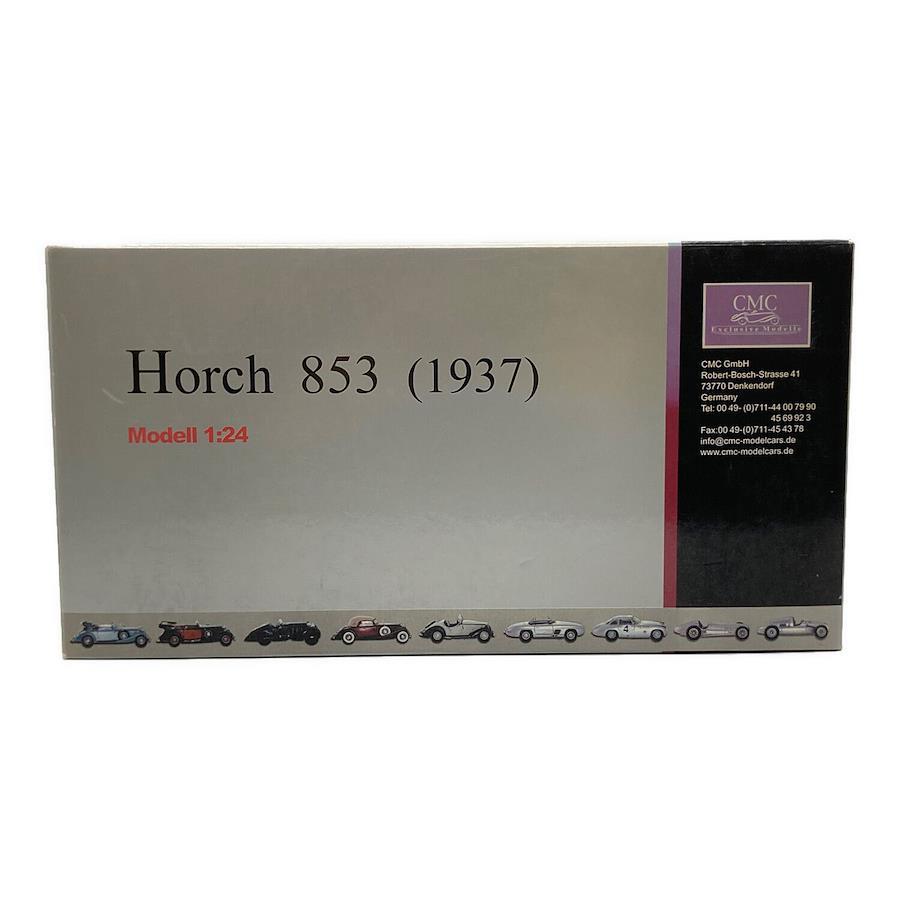 Horch 853 (1937)
Modell 1:24
CMC
Exclusive Modelle
CMC GmbH
Robert-Bosch-Strasse 41
73770 Denkendorf
Germany
Tel: 00 49- (0)711-44 00 79 90
45 69 92 3
Fax:00 49-(0)711-45 43 78
info@cmc-modelcars.de
www.cmc-modelcars.de
4